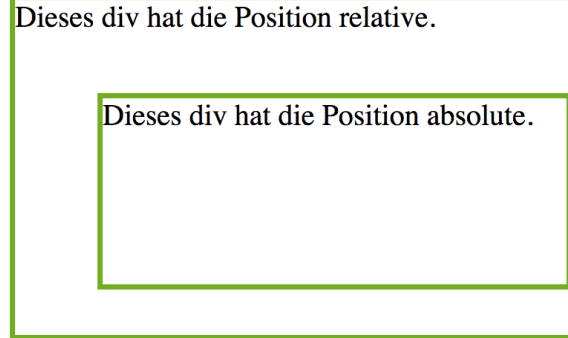 Dieses div hat die Position relative.
Dieses div hat die Position absolute.